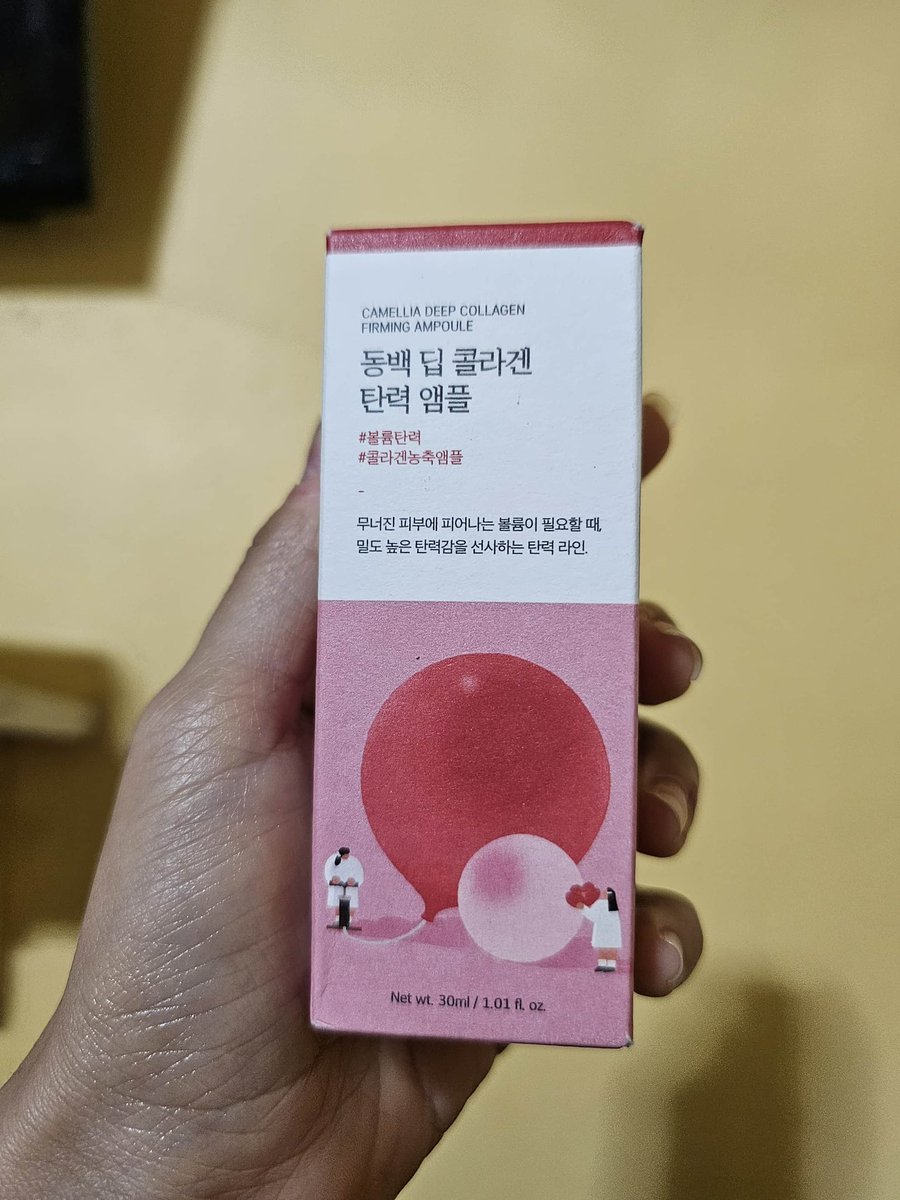 CAMELLIA DEEP COLLAGEN
FIRMING AMPOULE
동백 딥 콜라겐
탄력 앰플
#볼륨탄력
#콜라겐농축앰플
-
무너진 피부에 피어나는 볼륨이 필요할 때,
밀도 높은 탄력감을 선사하는 탄력 라인.
Net wt. 30ml / 1.01 fl. oz.